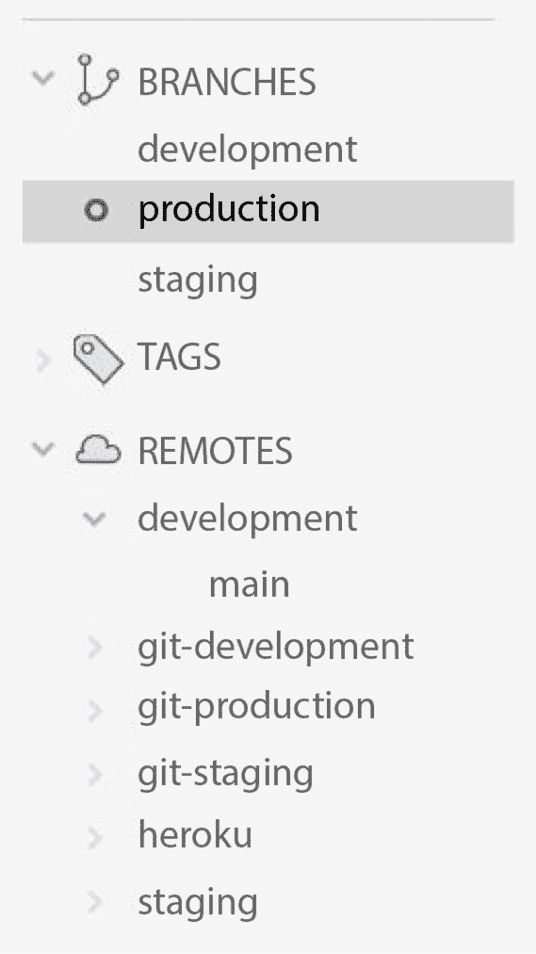 BRANCHES
development
production
staging
TAGS
REMOTES
development
main
git-development
git-production
git-staging
heroku
staging